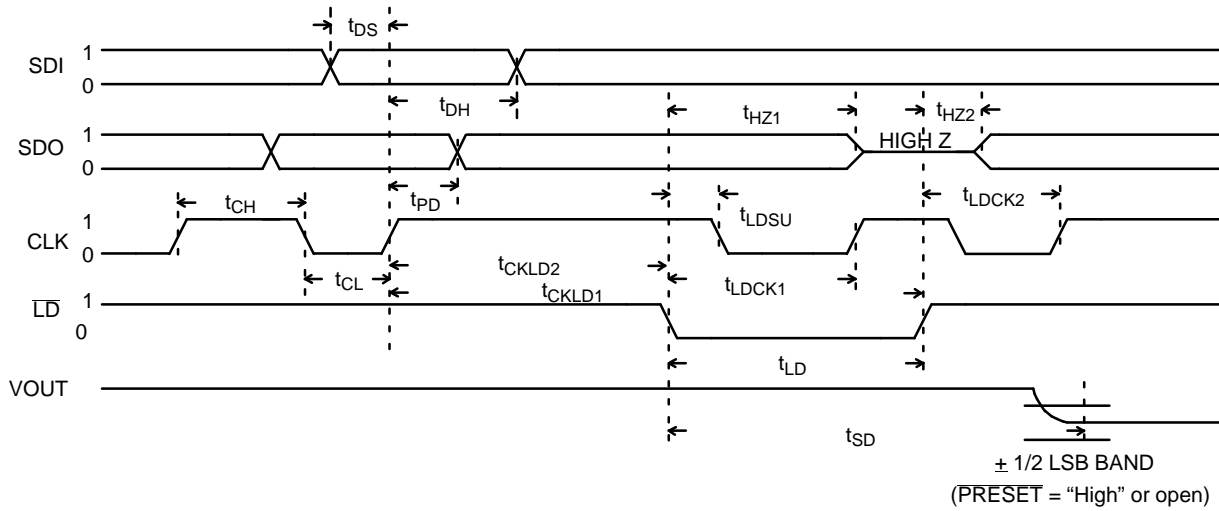 tDS
SDI 1
0
tDH
tHZ1
tHZ2
SDO 1
0
HIGH Z
tCH
tPD
tLDSU
tLDCK2
CLK 1
0
tCL
tCKLD2
tCKLD1
tLDCK1
LD 1
0
tLD
VOUT
tSD
± 1/2 LSB BAND
(PRESET = “High” or open)